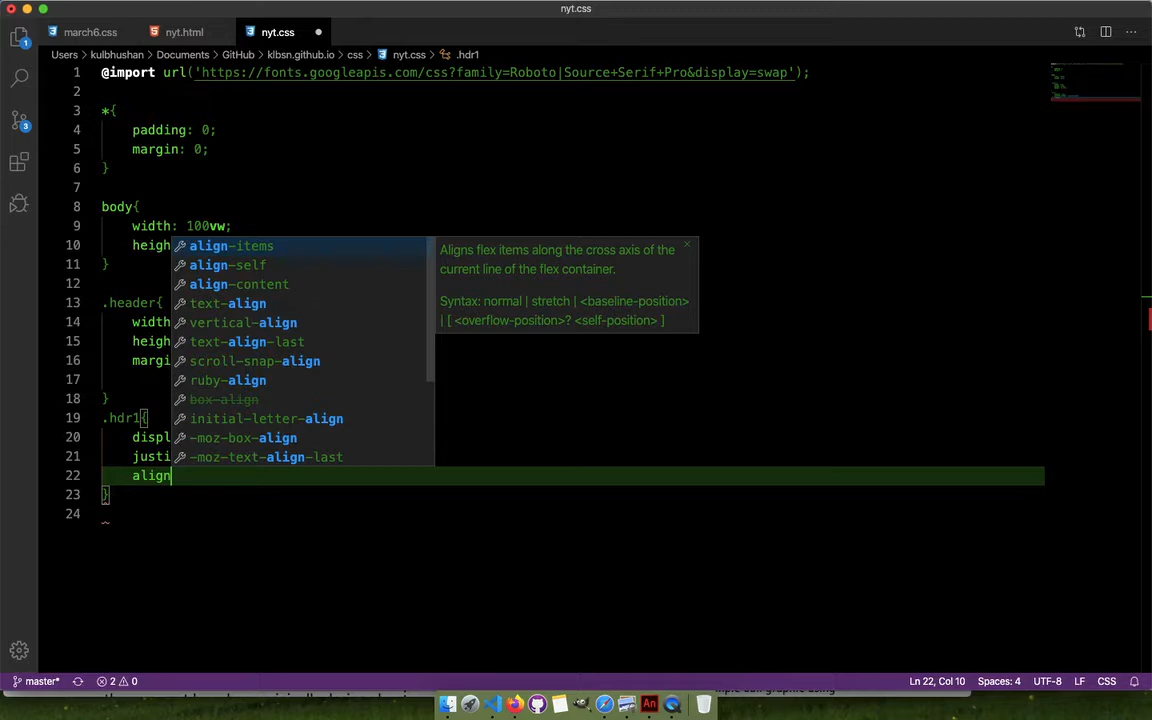 nyt.css
march6.css
nyt.html
nyt.css
Users > kulbhushan > Documents > GitHub > klbsn.github.io > css > nyt.css > .hdr1
1 @import url('https://fonts.googleapis.com/css?family=Roboto|Source+Serif+Pro&display=swap');
2
3 *{
4 padding: 0;
5 margin: 0;
6 }
7
8 body{
9 width: 100vw;
10 heigh
align-items
Aligns flex items along the cross axis of the
11 }
align-self
current line of the flex container.
12
align-content
13 .header{
text-align
Syntax: normal | stretch | <baseline-position>
14 width
vertical-align
| [ <overflow-position>? <self-position> ]
15 heigh
text-align-last
16 margi
scroll-snap-align
17
ruby-align
18 }
box-align
19 .hdr1{
initial-letter-align
20 displ
-moz-box-align
21 justi
-moz-text-align-last
22 align
23 }
24
1
3
master*
2 0
Ln 22, Col 10
Spaces: 4
UTF-8
LF
CSS
An